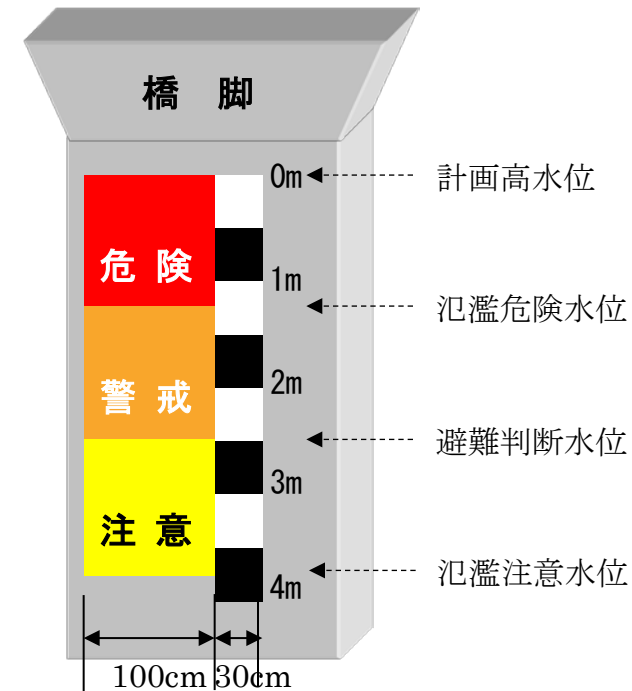 橋 脚
0m
計画高水位
危 険
1m
氾濫危険水位
2m
警 戒
避難判断水位
3m
注 意
氾濫注意水位
4m
100cm
30cm